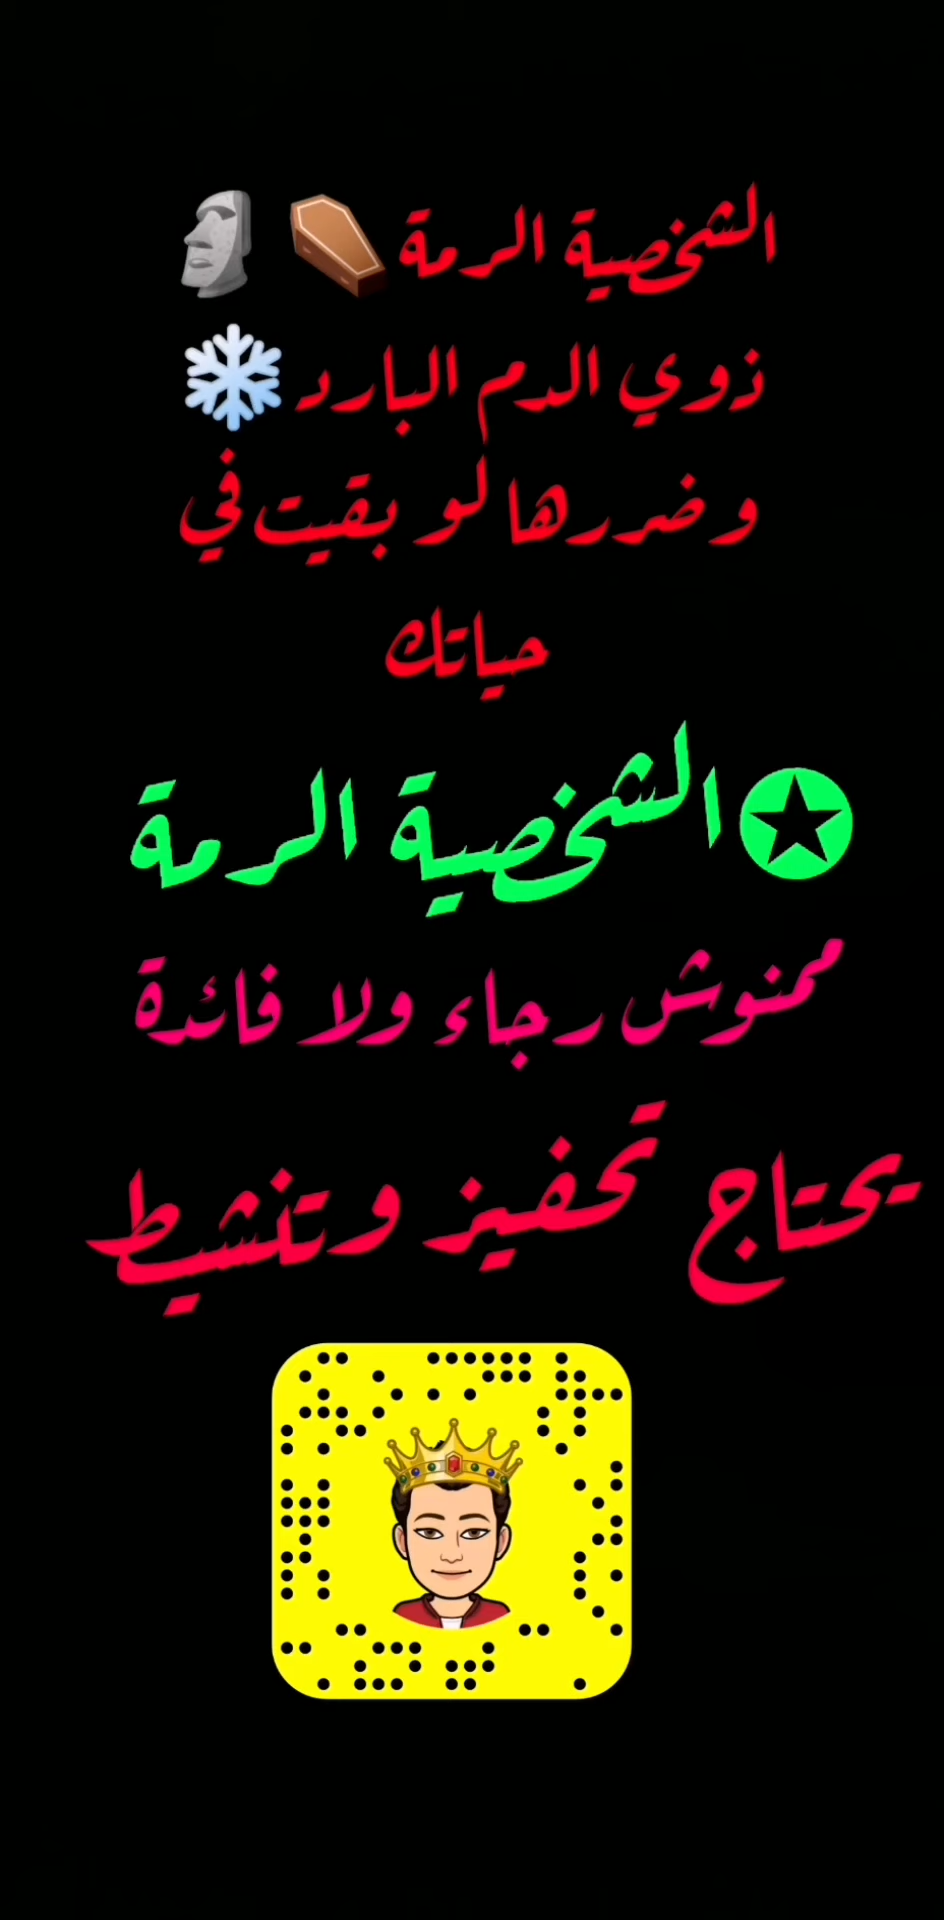 الشخصية الرمة ⚰️ 🗿
ذوي الدم البارد ❄️
وضررها لو بقيت في
حياتك
✪الشخصية الرمة
ممنوش رجاء ولا فائدة
يحتاج تحفيز وتنشيط